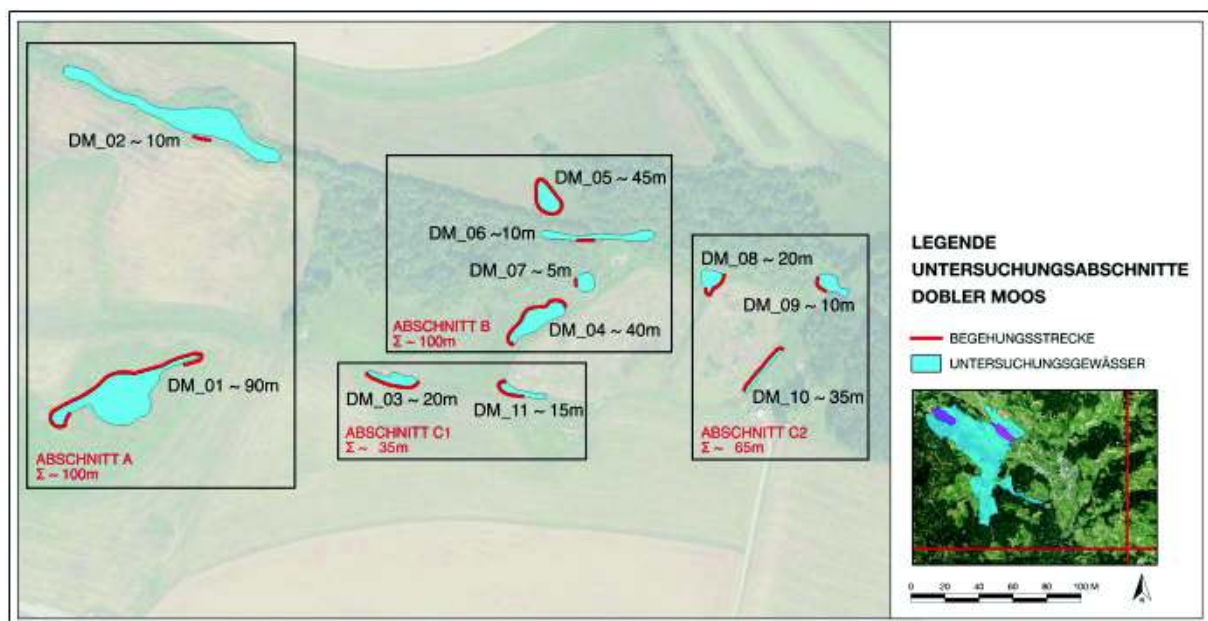 DM_02 ~ 10m
DM_01 ~ 90m
ABSCHNITT A
Σ ~ 100m
DM_05 ~ 45m
DM_06 ~10m
DM_07 ~ 5m
DM_04 ~ 40m
ABSCHNITT B
Σ ~ 100m
DM_03 ~ 20m
DM_11 ~ 15m
ABSCHNITT C1
Σ ~ 35m
DM_08 ~ 20m
DM_09 ~ 10m
DM_10 ~ 35m
ABSCHNITT C2
Σ ~ 65m
LEGENDE
UNTERSUCHUNGSABSCHNITTE
DOBLER MOOS
BEGEHUNGSSTRECKE
UNTERSUCHUNGSGEWÄSSER
0 20 40 60 80 100 M